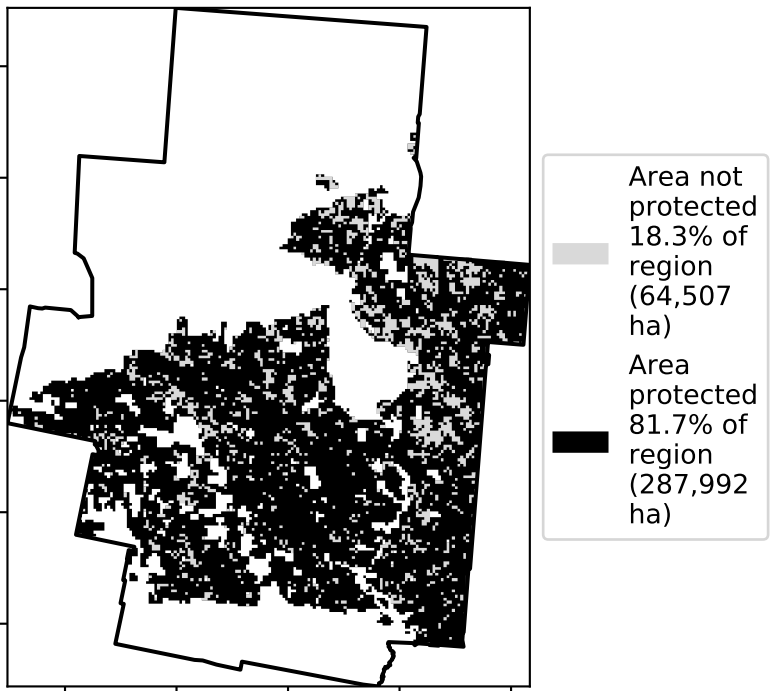 Area not
protected
18.3% of
region
(64,507
ha)
Area
protected
81.7% of
region
(287,992
ha)